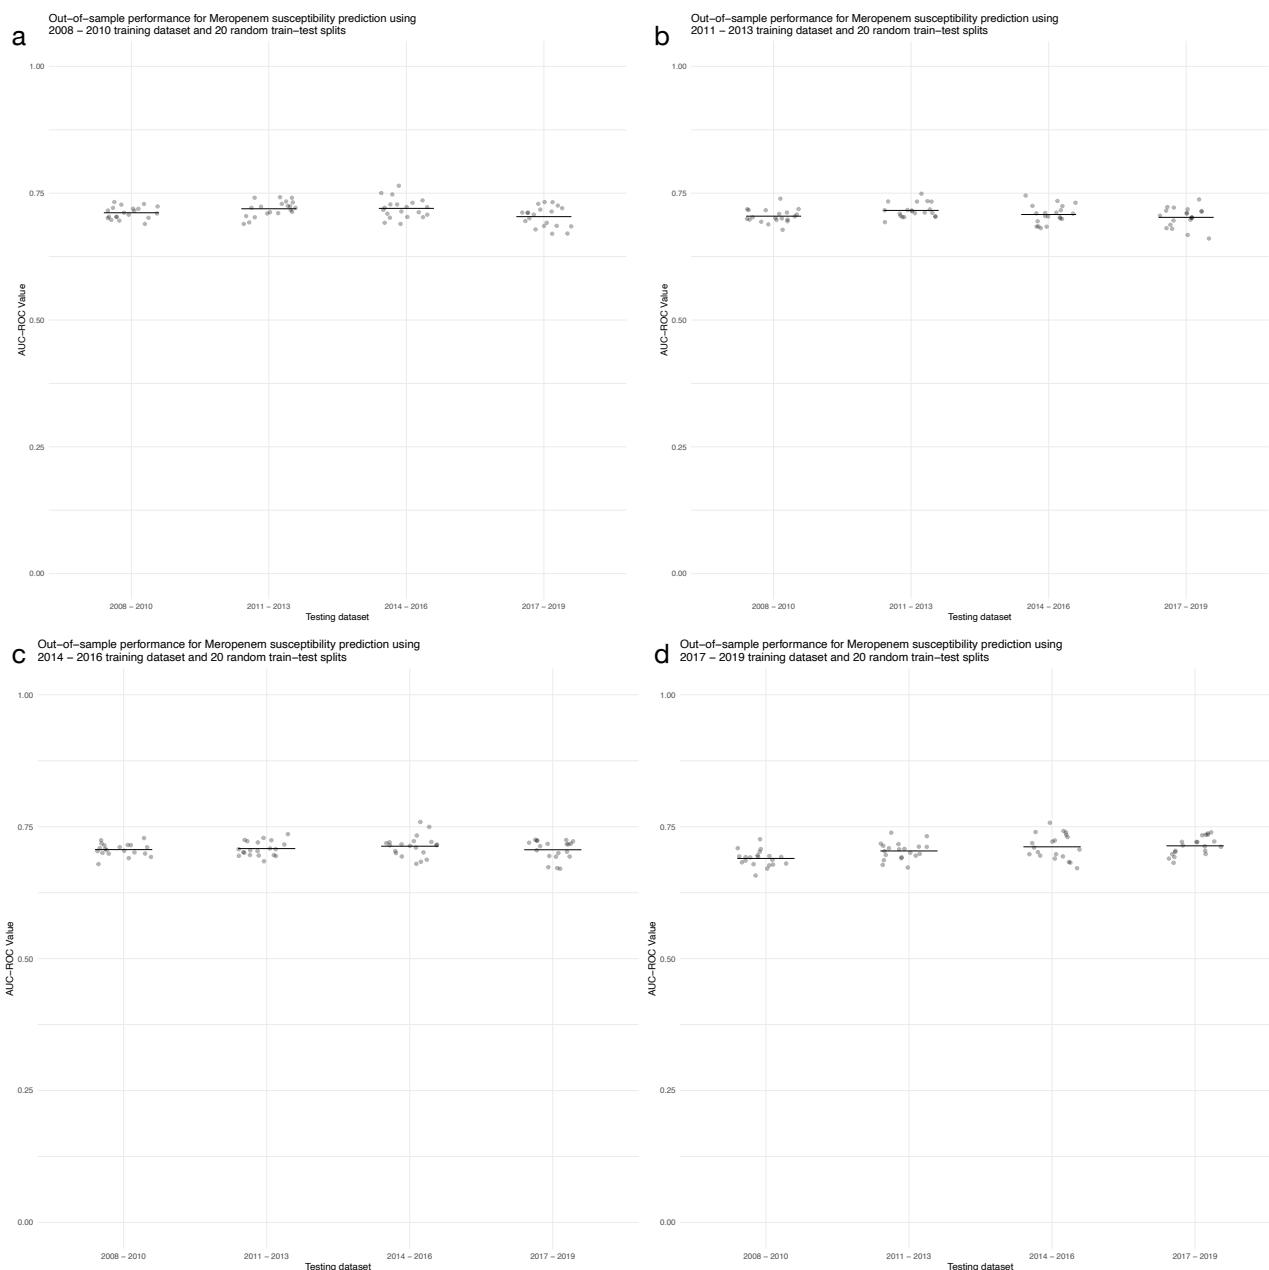 a
Out−of−sample performance for Meropenem susceptibility prediction using
2008 − 2010 training dataset and 20 random train−test splits
1.00
0.75
0.50
0.25
0.00
AUC−ROC Value
2008 − 2010
2011 − 2013
2014 − 2016
2017 − 2019
Testing dataset
b
Out−of−sample performance for Meropenem susceptibility prediction using
2011 − 2013 training dataset and 20 random train−test splits
1.00
0.75
0.50
0.25
0.00
AUC−ROC Value
2008 − 2010
2011 − 2013
2014 − 2016
2017 − 2019
Testing dataset
c
Out−of−sample performance for Meropenem susceptibility prediction using
2014 − 2016 training dataset and 20 random train−test splits
1.00
0.75
0.50
0.25
0.00
AUC−ROC Value
2008 − 2010
2011 − 2013
2014 − 2016
2017 − 2019
Testing dataset
d
Out−of−sample performance for Meropenem susceptibility prediction using
2017 − 2019 training dataset and 20 random train−test splits
1.00
0.75
0.50
0.25
0.00
AUC−ROC Value
2008 − 2010
2011 − 2013
2014 − 2016
2017 − 2019
Testing dataset